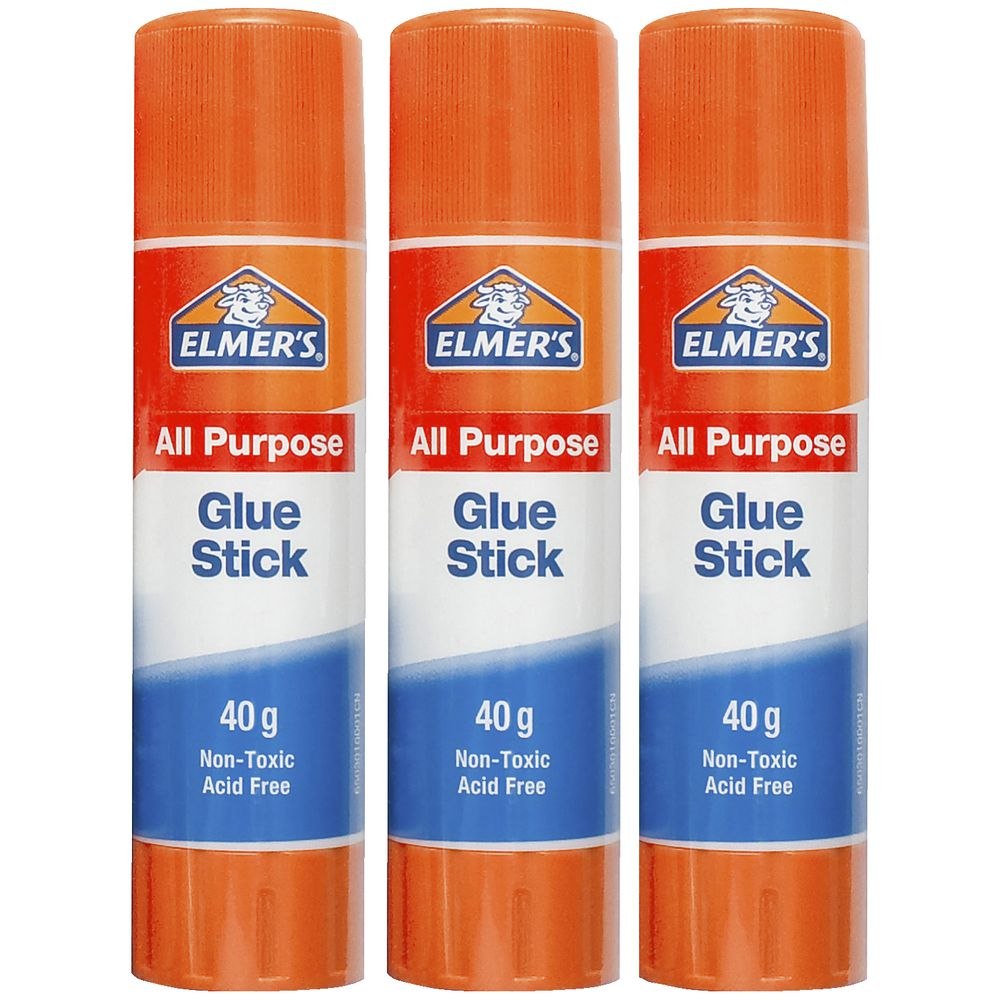 ELMER'S®
All Purpose
Glue
Stick
40 g
Non-Toxic
Acid Free
ELMER'S®
All Purpose
Glue
Stick
40 g
Non-Toxic
Acid Free
ELMER'S®
All Purpose
Glue
Stick
40 g
Non-Toxic
Acid Free